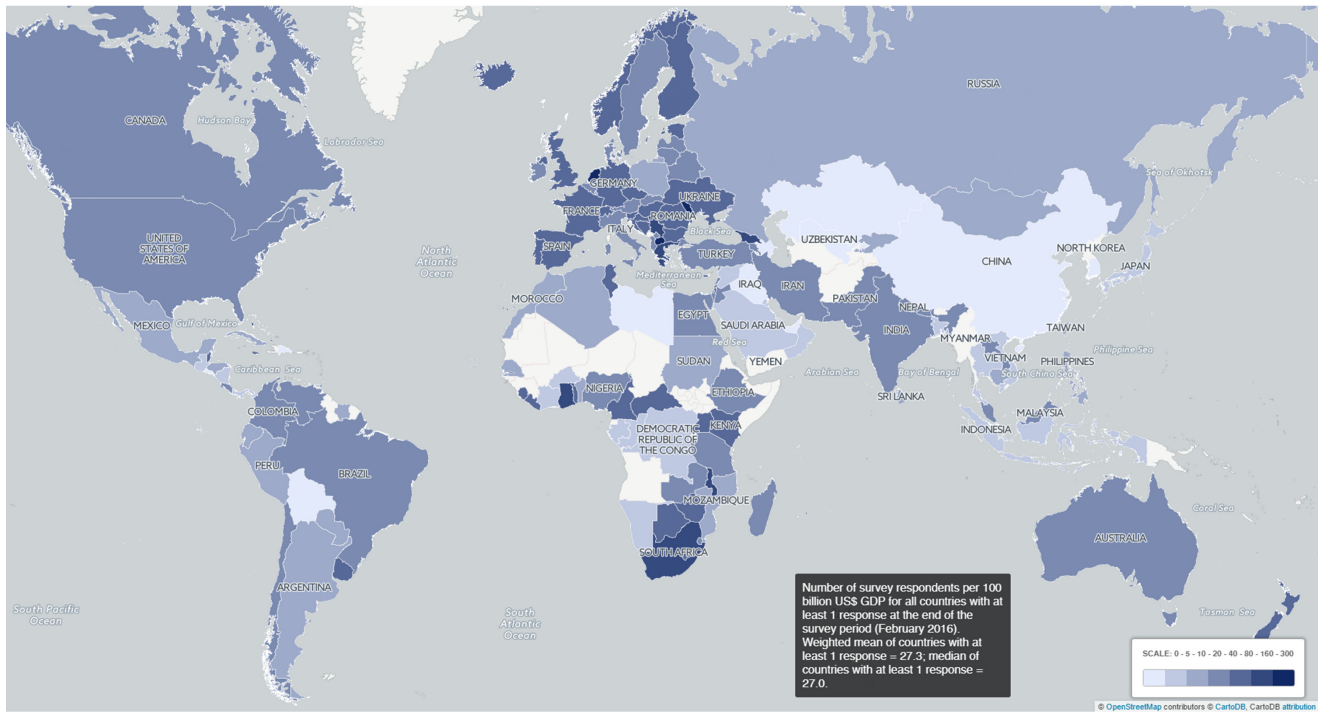 RUSSIA
CANADA
Hudson Bay
Labrador Sea
Sea of Okhotsk
GERMANY
UKRAINE
FRANCE
ROMANIA
ITALY
Black Sea
UNITED
STATES OF
AMERICA
North
Atlantic
Ocean
SPAIN
TURKEY
UZBEKISTAN
NORTH KOREA
CHINA
JAPAN
Mediterranean
Sea
IRAQ
IRAN
MOROCCO
PAKISTAN
NEPAL
MEXICO
Gulf of Mexico
EGYPT
SAUDI ARABIA
INDIA
TAIWAN
Red Sea
MYANMAR
Philippine Sea
Caribbean Sea
SUDAN
YEMEN
VIETNAM
PHILIPPINES
Arabian Sea
Bay of Bengal
South China Sea
NIGERIA
ETHIOPIA
SRI LANKA
COLOMBIA
MALAYSIA
DEMOCRATIC
REPUBLIC OF
THE CONGO
KENYA
INDONESIA
PERU
BRAZIL
MOZAMBIQUE
Coral Sea
AUSTRALIA
SOUTH AFRICA
ARGENTINA
South Pacific
Ocean
South
Atlantic
Ocean
Tasman Sea
Number of survey respondents per 100
billion US$ GDP for all countries with at
least 1 response at the end of the
survey period (February 2016).
Weighted mean of countries with at
least 1 response = 27.3; median of
countries with at least 1 response =
27.0.
SCALE: 0 - 5 - 10 - 20 - 40 - 80 - 160 - 300
© OpenStreetMap contributors © CartoDB, CartoDB attribution